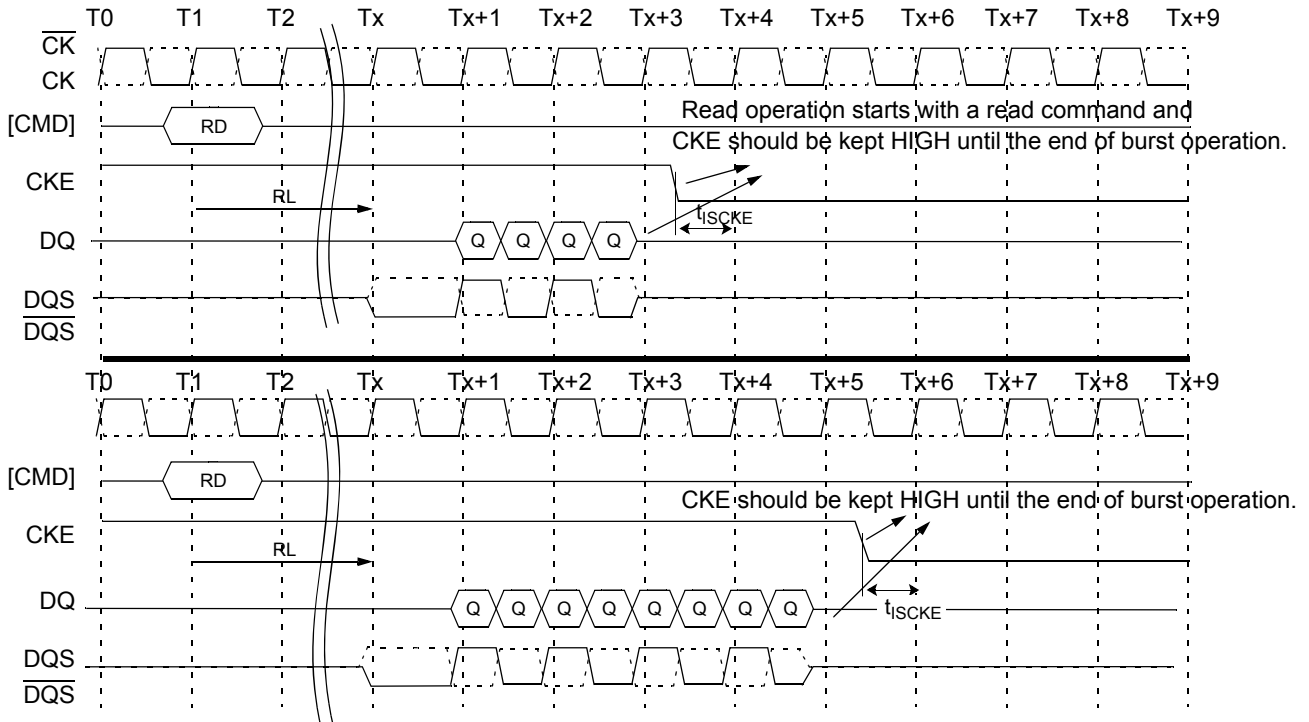 T0 T1 T2 Tx Tx+1 Tx+2 Tx+3 Tx+4 Tx+5 Tx+6 Tx+7 Tx+8 Tx+9
CK
CK
[CMD] RD
Read operation starts with a read command and
CKE should be kept HIGH until the end of burst operation.
CKE
RL
tISCKE
DQ Q Q Q Q
DQS
DQS
T0 T1 T2 Tx Tx+1 Tx+2 Tx+3 Tx+4 Tx+5 Tx+6 Tx+7 Tx+8 Tx+9
[CMD] RD
CKE should be kept HIGH until the end of burst operation.
CKE
RL
DQ Q Q Q Q Q Q Q Q
tISCKE
DQS
DQS